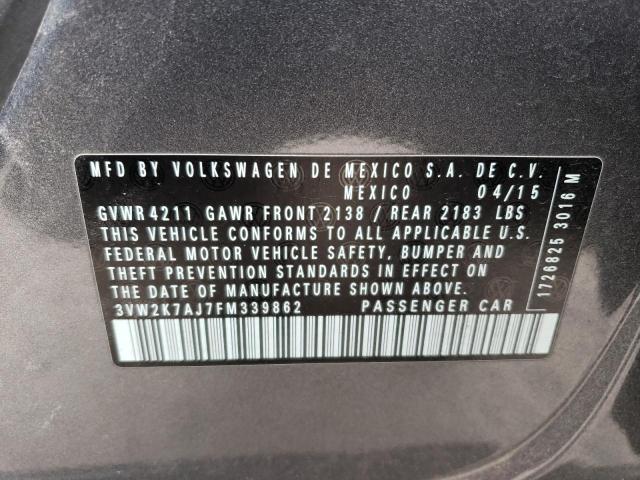 MFD BY VOLKSWAGEN DE MEXICO S.A. DE C.V.
MEXICO 04/15
GVWR 4211 GAWR FRONT 2138 / REAR 2183 LBS
THIS VEHICLE CONFORMS TO ALL APPLICABLE U.S.
FEDERAL MOTOR VEHICLE SAFETY, BUMPER AND
THEFT PREVENTION STANDARDS IN EFFECT ON
THE DATE OF MANUFACTURE SHOWN ABOVE.
3VW2K7AJ7FM339862 PASSENGER CAR
1726825 3016 M